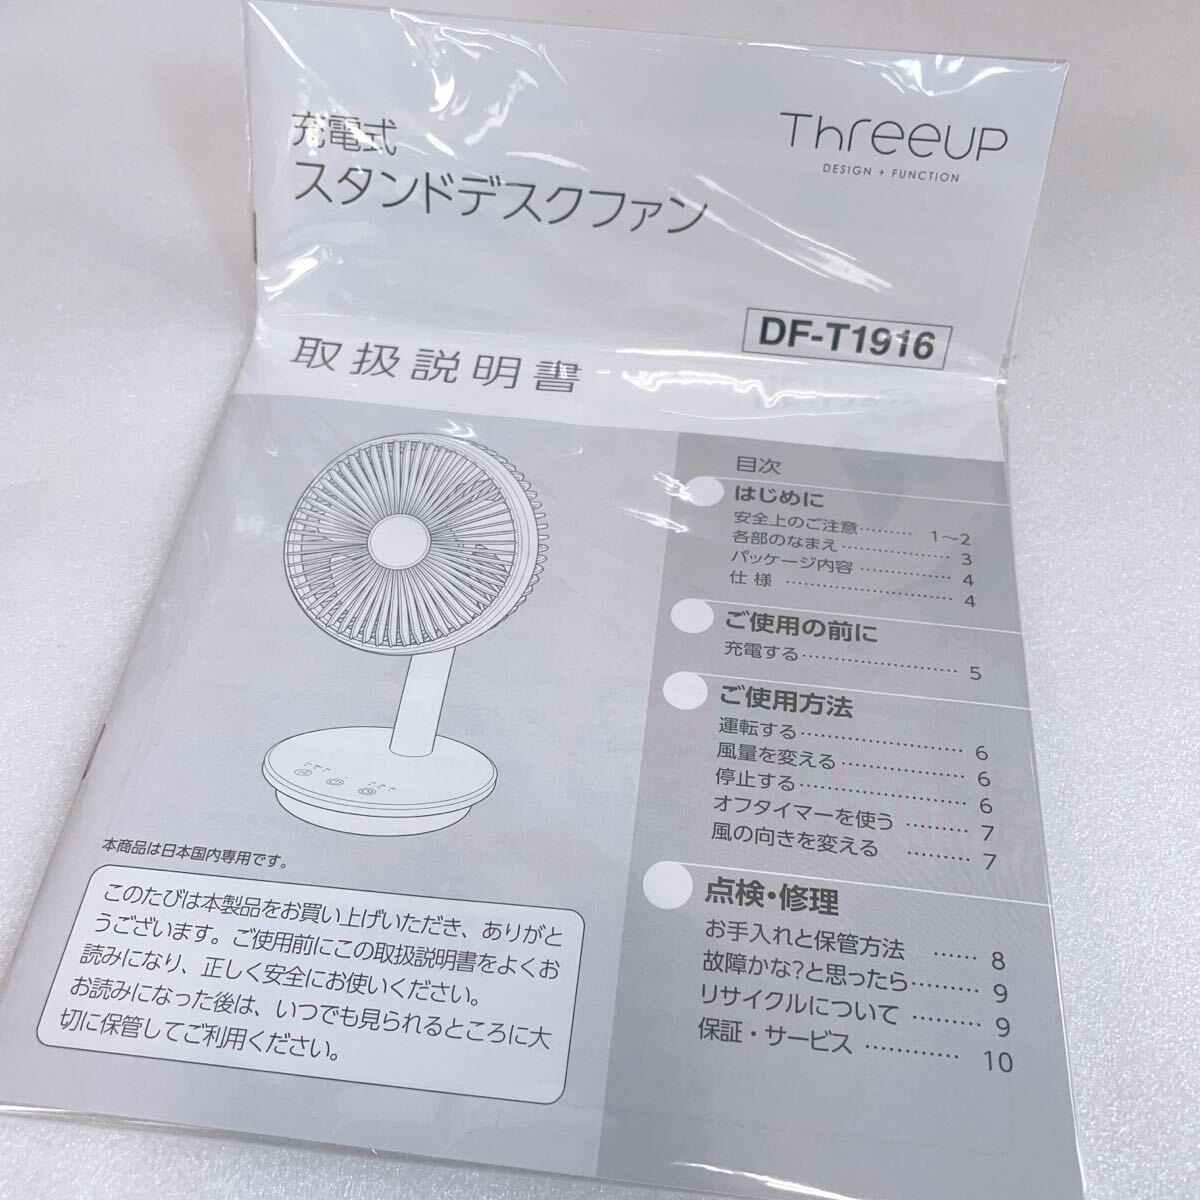 充電式
スタンドデスクファン
ThreeUP
DESIGN + FUNCTION
DF-T1916
取扱説明書
本商品は日本国内専用です。
このたびは本製品をお買い上げいただき、ありがと
うございます。ご使用前にこの取扱説明書をよくお
読みになり、正しく安全にお使いください。
お読みになった後は、いつでも見られるところに大
切に保管してご利用ください。
目次
はじめに
安全上のご注意……… 1〜2
各部のなまえ……………… 3
パッケージ内容 …………… 4
仕 様 ……………………… 4
ご使用の前に
充電する…………………… 5
ご使用方法
運転する…………………… 6
風量を変える……………… 6
停止する…………………… 6
オフタイマーを使う ……… 7
風の向きを変える ……… 7
点検・修理
お手入れと保管方法 …… 8
故障かな?と思ったら……… 9
リサイクルについて ……… 9
保証・サービス ………… 10